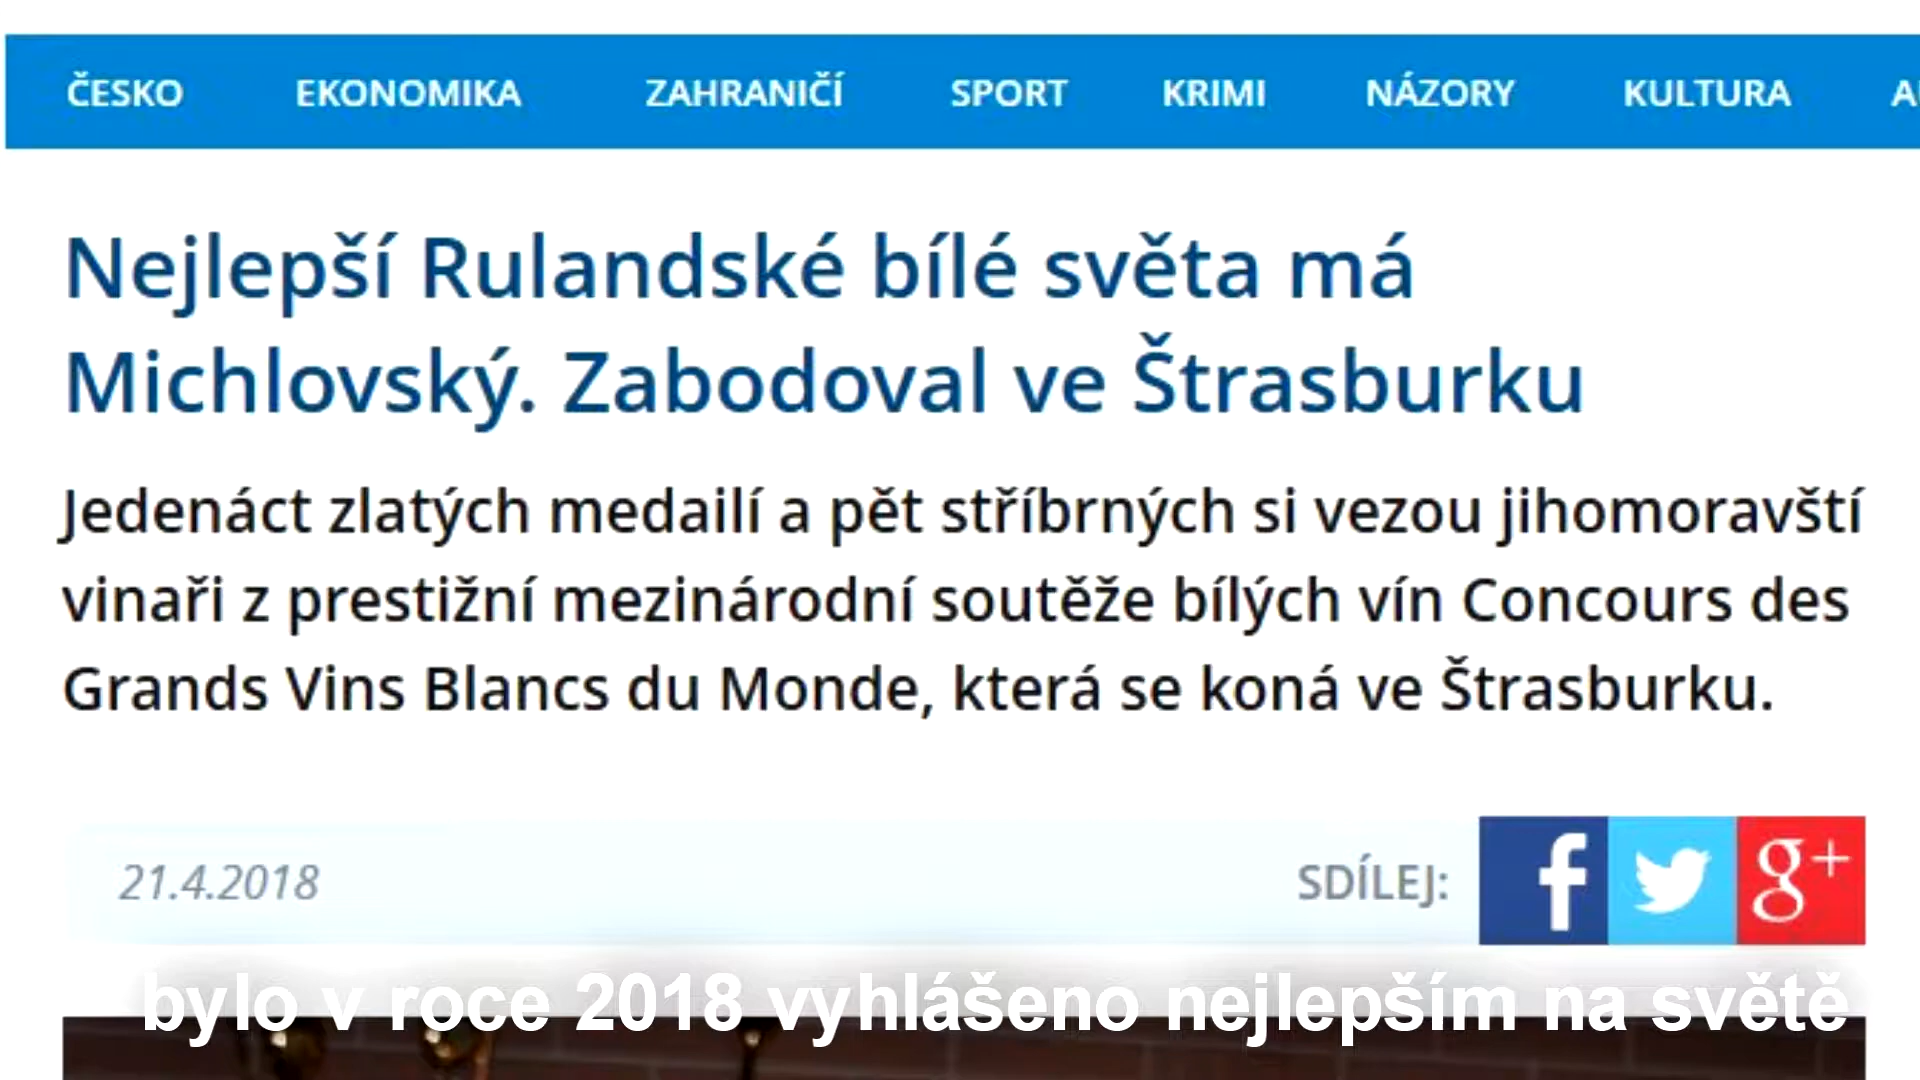 ČESKO EKONOMIKA ZAHRANIČÍ SPORT KRIMI NÁZORY KULTURA
Nejlepší Rulandské bílé světa má
Michlovský. Zabodoval ve Štrasburku
Jedenáct zlatých medailí a pět stříbrných si vezou jihomoravští
vinaři z prestižní mezinárodní soutěže bílých vín Concours des
Grands Vins Blancs du Monde, která se koná ve Štrasburku.
21.4.2018 SDÍLEJ: f g+
bylo v roce 2018 vyhlášeno nejlepším na světě